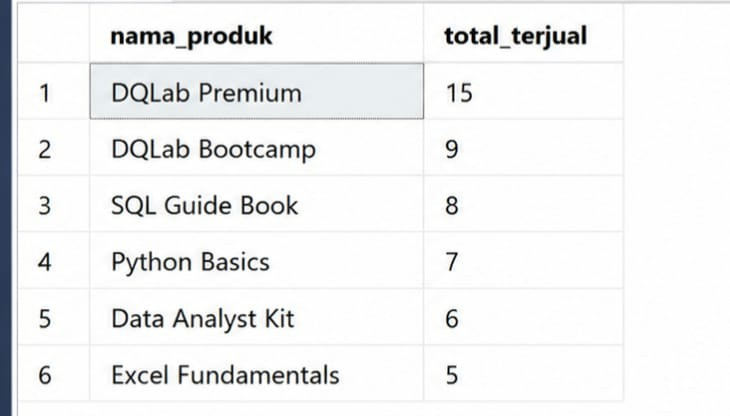 nama_produk total_terjual
1 DQLab Premium 15
2 DQLab Bootcamp 9
3 SQL Guide Book 8
4 Python Basics 7
5 Data Analyst Kit 6
6 Excel Fundamentals 5